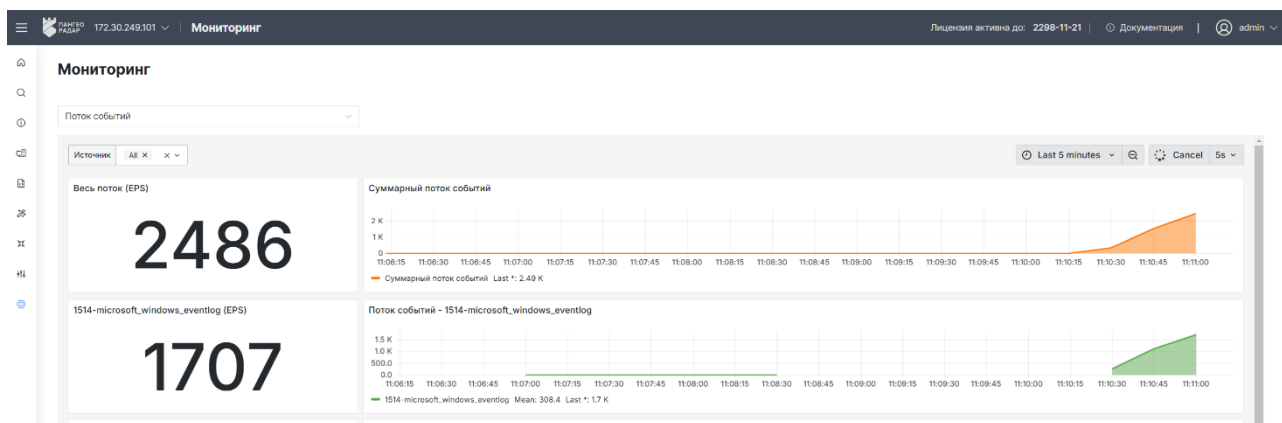 ПАНГЕО РАДАР 172.30.249.101 | Мониторинг Лицензия активна до: 2298-11-21 | Документация | admin
Мониторинг
Поток событий
Источник All × × Last 5 minutes Cancel 5s
Весь поток (EPS)
2486
Суммарный поток событий
2 K
1 K
0
11:06:15 11:06:30 11:06:45 11:07:00 11:07:15 11:07:30 11:07:45 11:08:00 11:08:15 11:08:30 11:08:45 11:09:00 11:09:15 11:09:30 11:09:45 11:10:00 11:10:15 11:10:30 11:10:45 11:11:00
Суммарный поток событий Last *: 2.49 K
1514-microsoft_windows_eventlog (EPS)
1707
Поток событий - 1514-microsoft_windows_eventlog
1.5 K
1.0 K
500.0
0.0
11:06:15 11:06:30 11:06:45 11:07:00 11:07:15 11:07:30 11:07:45 11:08:00 11:08:15 11:08:30 11:08:45 11:09:00 11:09:15 11:09:30 11:09:45 11:10:00 11:10:15 11:10:30 11:10:45 11:11:00
1514-microsoft_windows_eventlog Mean: 308.4 Last *: 1.7 K